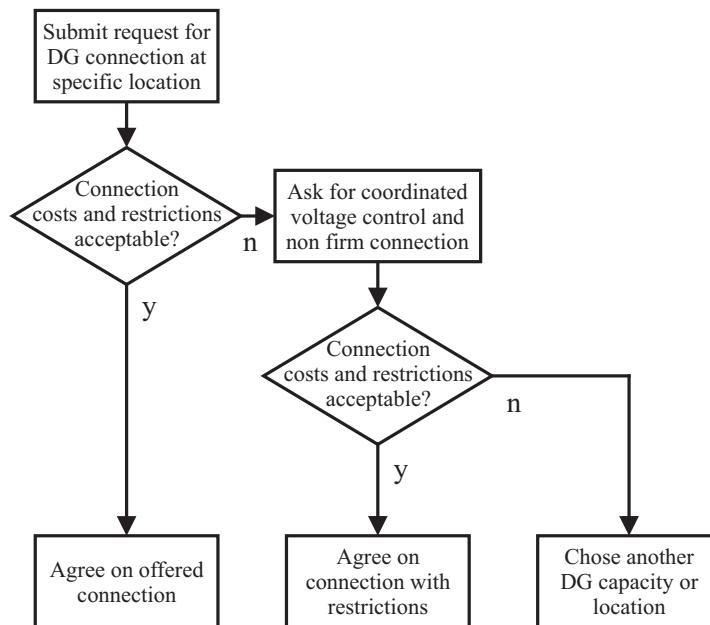 Submit request for
DG connection at
specific location
Connection
costs and restrictions
acceptable?
n
y
Ask for coordinated
voltage control and
non firm connection
Connection
costs and restrictions
acceptable?
n
y
Agree on offered
connection
Agree on
connection with
restrictions
Chose another
DG capacity or
location